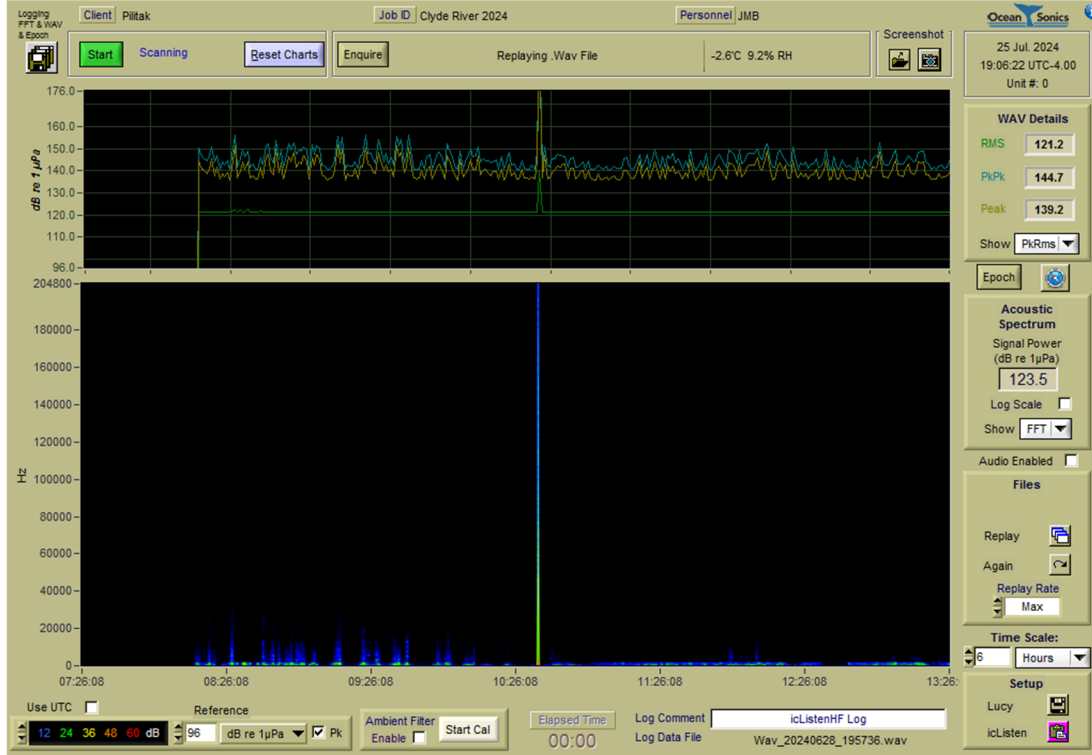 Logging
FFT & WAV
& Epoch
Client Pilitak
Job ID Clyde River 2024
Personnel JMB
Ocean Sonics
Start Scanning Reset Charts Enquire Replaying .Wav File -2.6'C 9.2% RH
Screenshot
25 Jul. 2024
19:06:22 UTC-4.00
Unit #: 0
176.0
160.0
150.0
140.0
130.0
120.0
110.0
96.0
dB re 1µPa
WAV Details
RMS 121.2
PkPk 144.7
Peak 139.2
Show PkRms
Epoch
204800
180000
160000
140000
120000
100000
80000
60000
40000
20000
0
Hz
07:26:08 08:26:08 09:26:08 10:26:08 11:26:08 12:26:08 13:26:
Acoustic
Spectrum
Signal Power
(dB re 1µPa)
123.5
Log Scale
Show FFT
Audio Enabled
Files
Replay
Again
Replay Rate
Max
Time Scale:
6 Hours
Setup
Lucy
icListen
Use UTC
12 24 36 48 60 dB
Reference
96 dB re 1µPa Pk
Ambient Filter
Enable
Start Cal
Elapsed Time
00:00
Log Comment icListenHF Log
Log Data File Wav_20240628_195736.wav